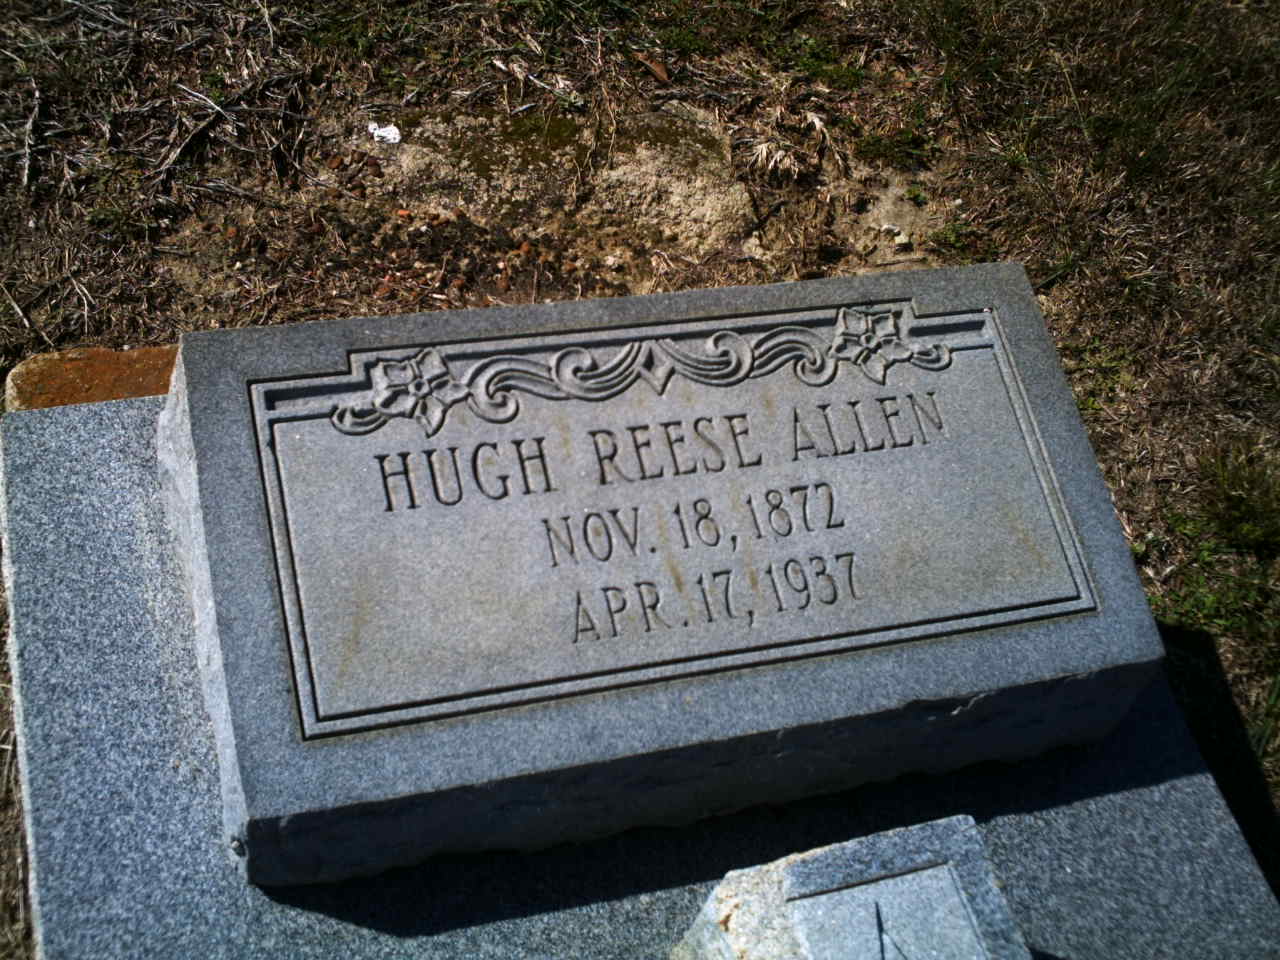 HUGH REESE ALLEN
NOV. 18, 1872
APR. 17, 1937